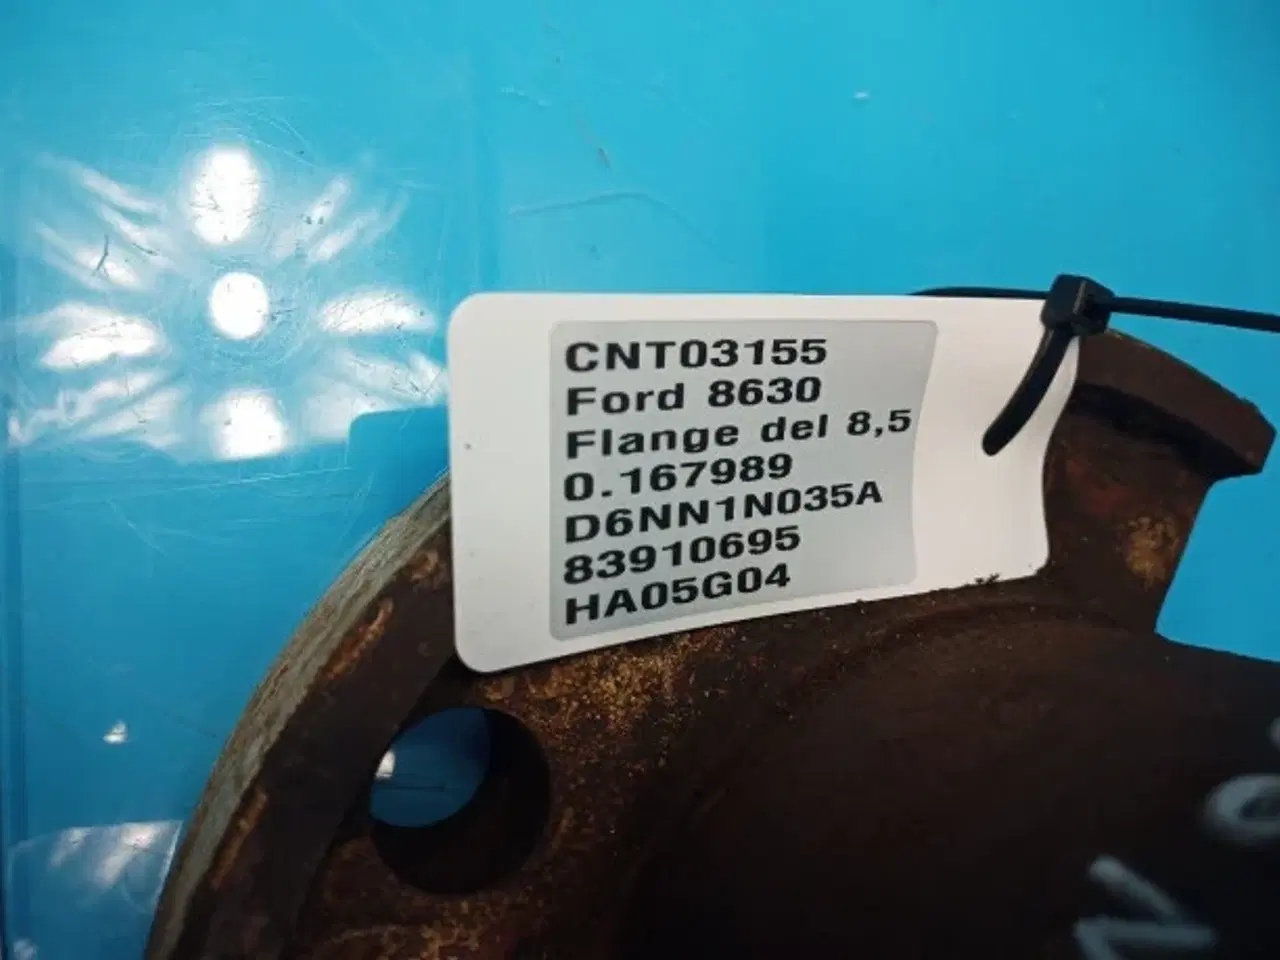 CNT03155
Ford 8630
Flange del 8,5
0.167989
D6NN1N035A
83910695
HA05G04